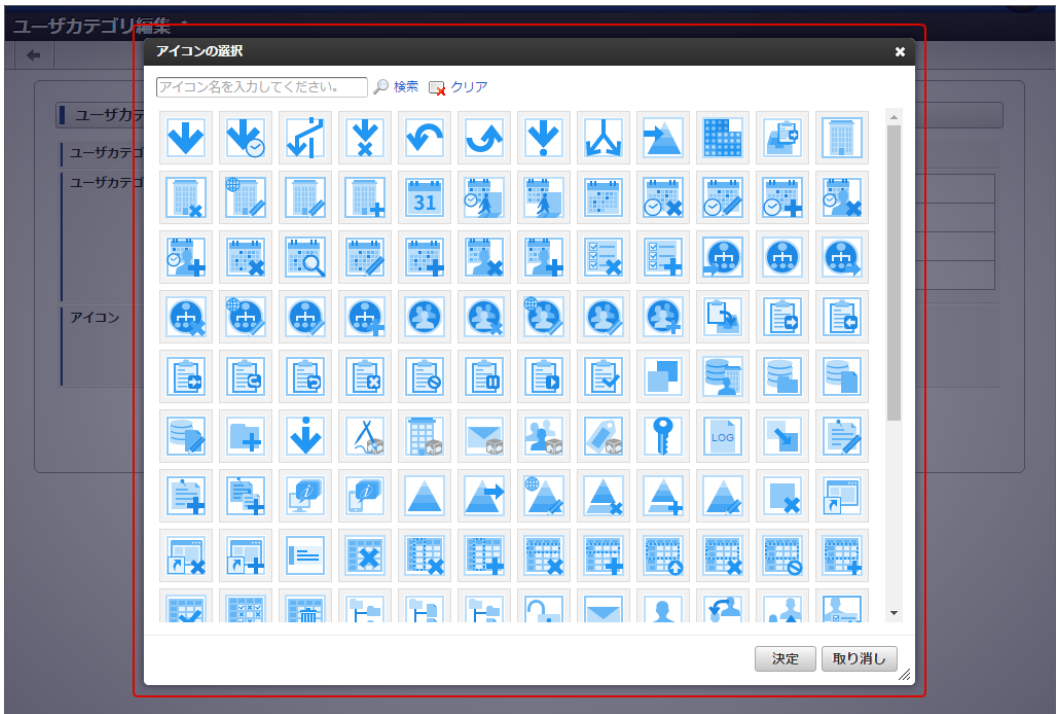 ユーザカテゴリ編集 *
アイコンの選択
アイコン名を入力してください。 検索 クリア
ユーザカテ
ユーザカテゴ
ユーザカテゴ
31
アイコン
LOG
決定 取り消し